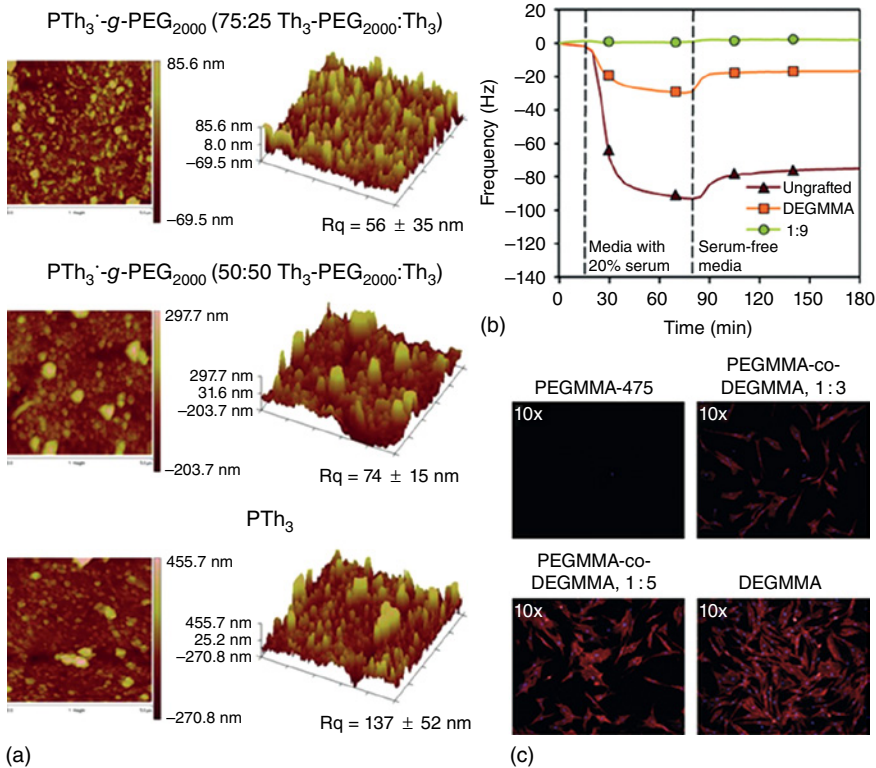 PTh₃˙-g-PEG₂₀₀₀ (75:25 Th₃-PEG₂₀₀₀:Th₃)
85.6 nm
85.6 nm
8.0 nm
−69.5 nm
−69.5 nm
Rq = 56 ± 35 nm
PTh₃˙-g-PEG₂₀₀₀ (50:50 Th₃-PEG₂₀₀₀:Th₃)
297.7 nm
297.7 nm
31.6 nm
−203.7 nm
−203.7 nm
Rq = 74 ± 15 nm
PTh₃
455.7 nm
455.7 nm
25.2 nm
−270.8 nm
−270.8 nm
Rq = 137 ± 52 nm
(a)
20
0
−20
−40
−60
−80
−100
−120
−140
Frequency (Hz)
Ungrafted
DEGMMA
1:9
Media with
20% serum
Serum-free
media
0 30 60 90 120 150 180
Time (min)
(b)
PEGMMA-475
10x
PEGMMA-co-
DEGMMA, 1:3
10x
PEGMMA-co-
DEGMMA, 1:5
10x
DEGMMA
10x
(c)